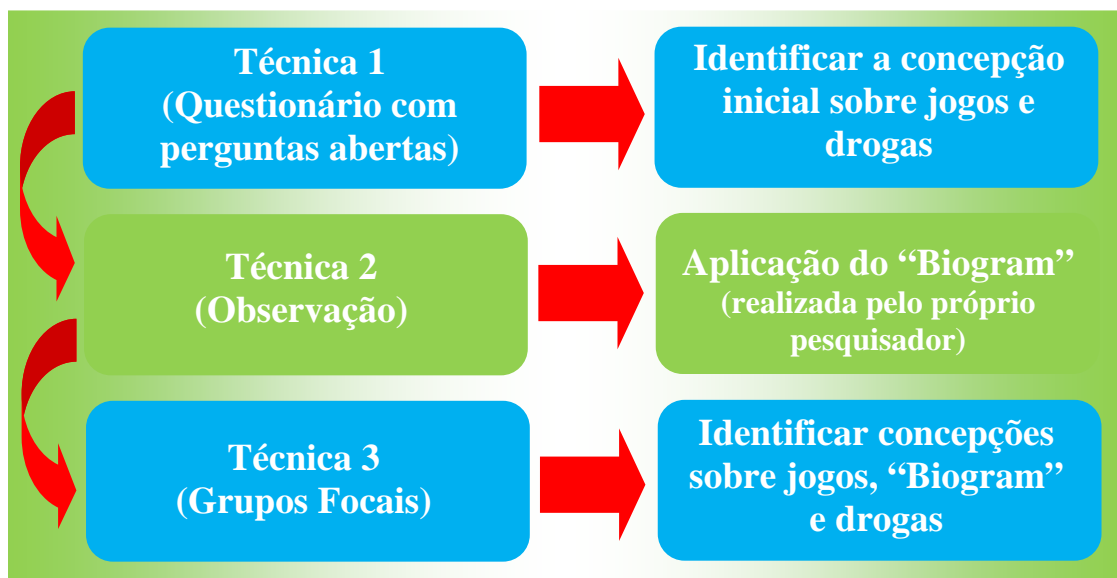 Técnica 1
(Questionário com
perguntas abertas)
Identificar a concepção
inicial sobre jogos e
drogas
Técnica 2
(Observação)
Aplicação do “Biogram”
(realizada pelo próprio
pesquisador)
Técnica 3
(Grupos Focais)
Identificar concepções
sobre jogos, “Biogram”
e drogas